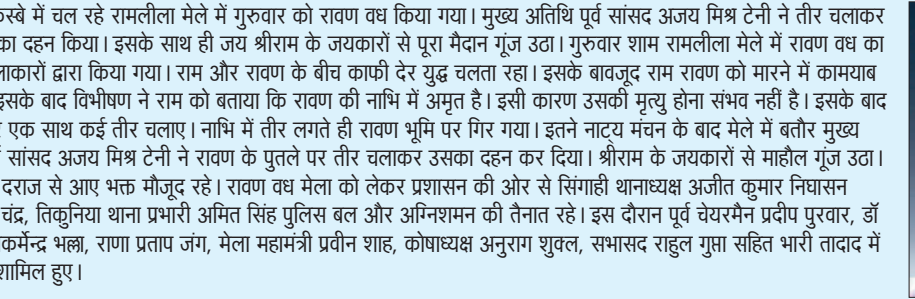 कस्बे में चल रहे रामलीला मेले में गुरुवार को रावण वध किया गया। मुख्य अतिथि पूर्व सांसद अजय मिश्र टेनी ने तीर चलाकर
का दहन किया। इसके साथ ही जय श्रीराम के जयकारों से पूरा मैदान गूंज उठा। गुरुवार शाम रामलीला मेले में रावण वध का
द्वारा किया गया। राम और रावण के बीच काफी देर युद्ध चलता रहा। इसके बावजूद राम रावण को मारने में कामयाब
इसके बाद विभीषण ने राम को बताया कि रावण की नाभि में अमृत है। इसी कारण उसकी मृत्यु होना संभव नहीं है। इसके बाद
एक साथ कई तीर चलाए। नाभि में तीर लगते ही रावण भूमि पर गिर गया। इतने नाट्य मंचन के बाद मेले में बतौर मुख्य
सांसद अजय मिश्र टेनी ने रावण के पुतले पर तीर चलाकर उसका दहन कर दिया। श्रीराम के जयकारों से माहौल गूंज उठा।
दराज से आए भक्त मौजूद रहे। रावण वध मेला को लेकर प्रशासन की ओर से सिंगाही थानाध्यक्ष अजीत कुमार निघासन
चंद्र, तिकुनिया थाना प्रभारी अमित सिंह पुलिस बल और अग्निशमन की तैनात रहे। इस दौरान पूर्व चेयरमैन प्रदीप पुरवार, डॉ
कर्मेन्द्र भल्ला, राणा प्रताप जंग, मेला महामंत्री प्रवीन शाह, कोषाध्यक्ष अनुराग शुक्ल, सभासद राहुल गुप्ता सहित भारी तादाद में
शामिल हुए।